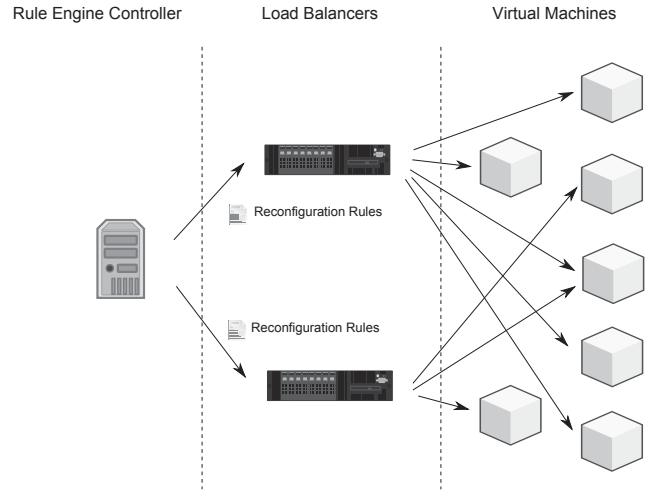 Rule Engine Controller
Load Balancers
Virtual Machines
Reconfiguration Rules
Reconfiguration Rules